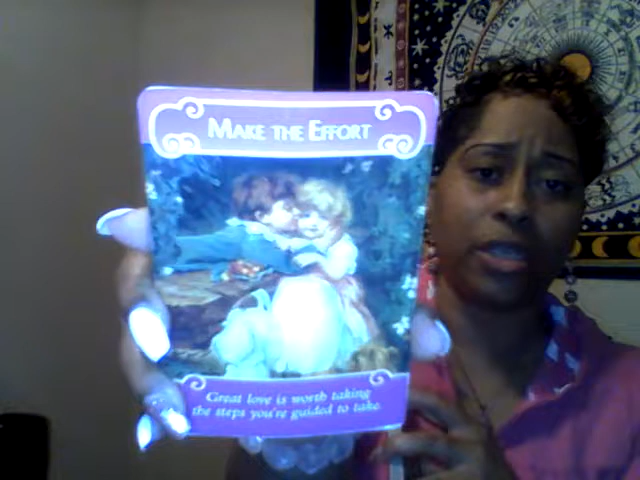 MAKE THE EFFORT
Great love is worth taking
the steps you're guided to take.